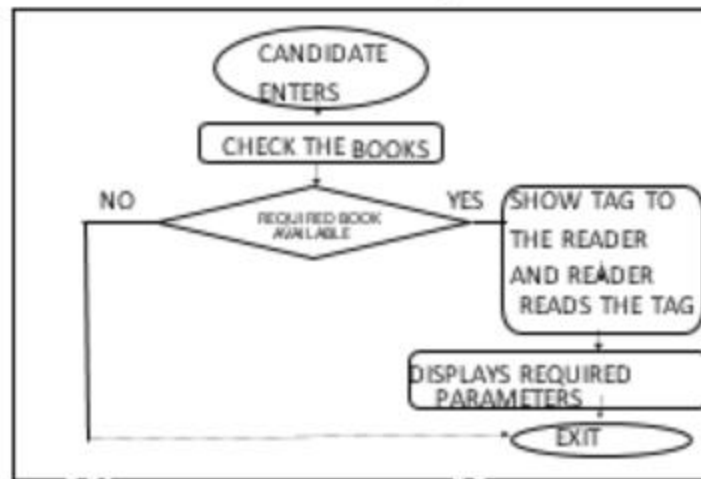 CANDIDATE
ENTERS
CHECK THE BOOKS
NO
REQUIRED BOOK
AVAILABLE
YES
SHOW TAG TO
THE READER
AND READER
READS THE TAG
DISPLAYS REQUIRED
PARAMETERS
EXIT